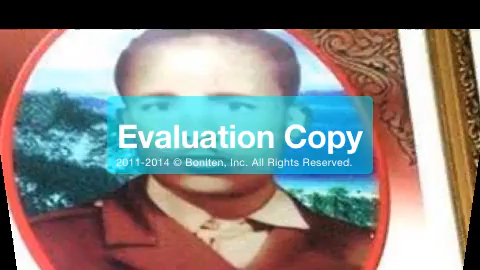 Evaluation Copy
2011-2014 © Boniten, Inc. All Rights Reserved.